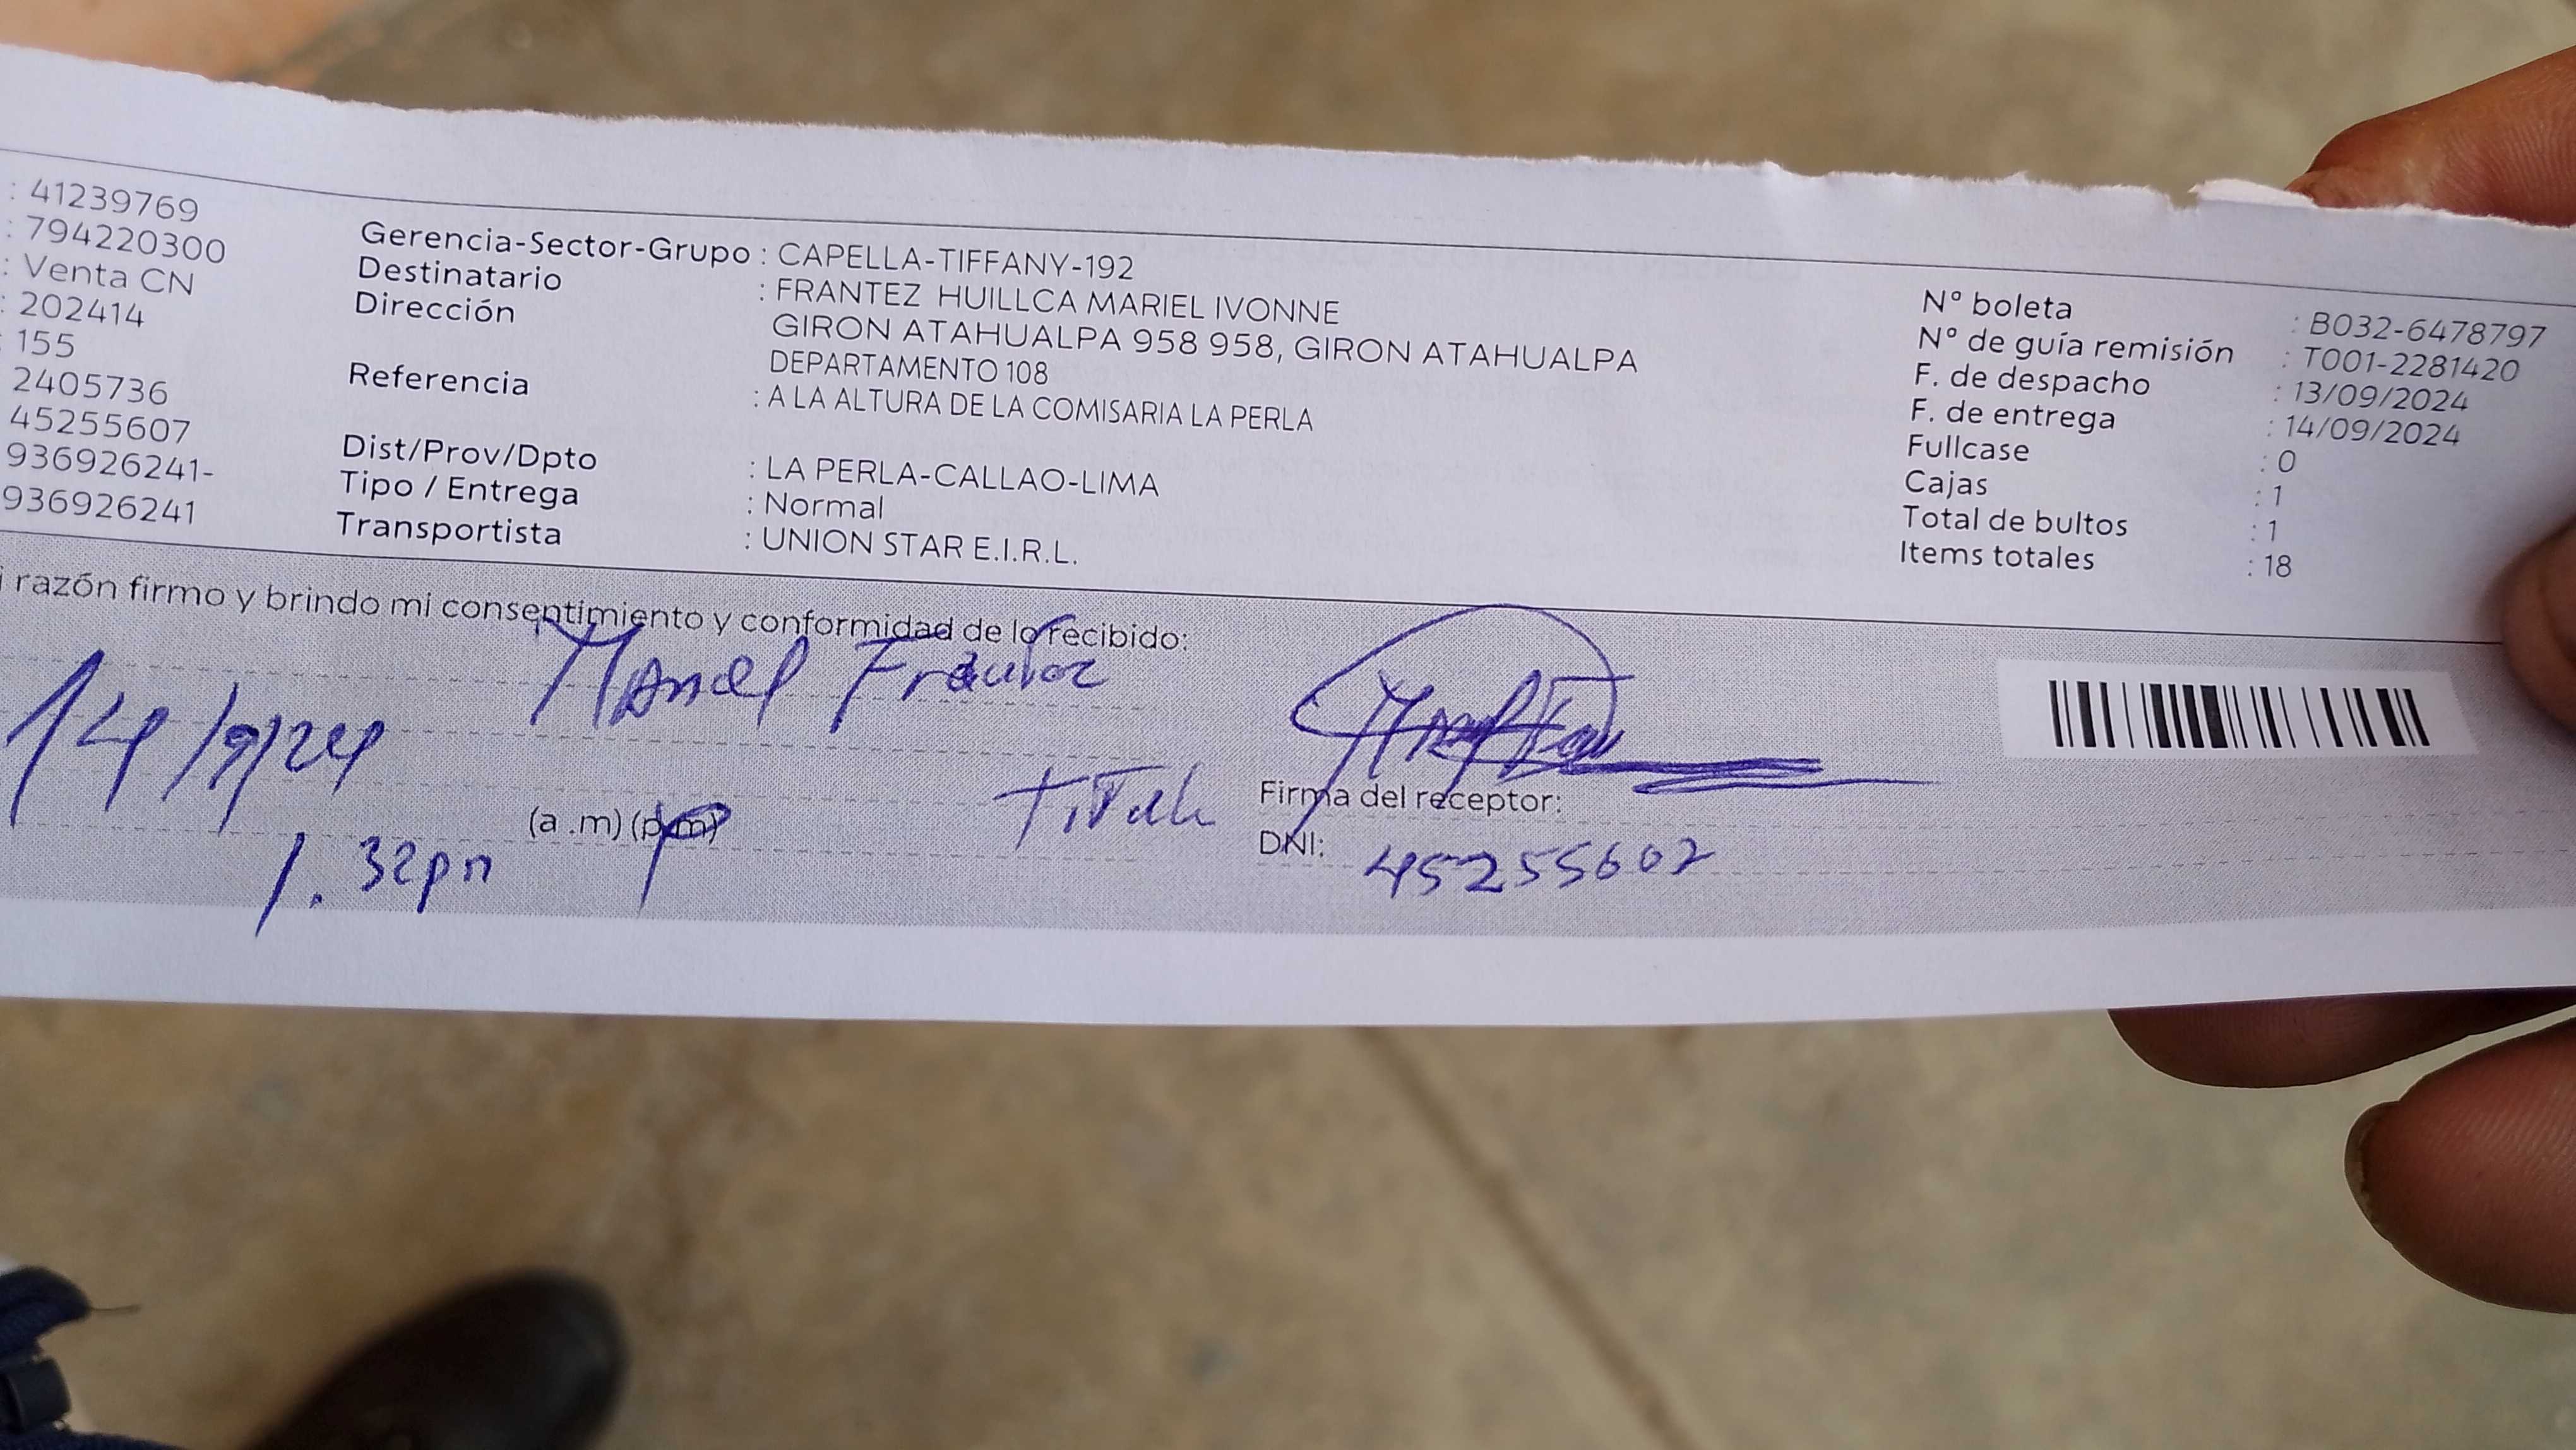 : 41239769
: 794220300
: Venta CN
: 202414
: 155
2405736
45255607
936926241-
936926241
Gerencia-Sector-Grupo : CAPELLA-TIFFANY-192
Destinatario : FRANTEZ HUILLCA MARIEL IVONNE
Dirección GIRON ATAHUALPA 958 958, GIRON ATAHUALPA
DEPARTAMENTO 108
Referencia : A LA ALTURA DE LA COMISARIA LA PERLA
Dist/Prov/Dpto : LA PERLA-CALLAO-LIMA
Tipo / Entrega : Normal
Transportista : UNION STAR E.I.R.L.
N° boleta : B032-6478797
N° de guía remisión : T001-2281420
F. de despacho : 13/09/2024
F. de entrega : 14/09/2024
Fullcase : 0
Cajas : 1
Total de bultos : 1
Items totales : 18
razón firmo y brindo mi consentimiento y conformidad de lo recibido:
14/9/24
(a .m) (p.m)
1.32pn
Firma del receptor:
DNI: 45255607